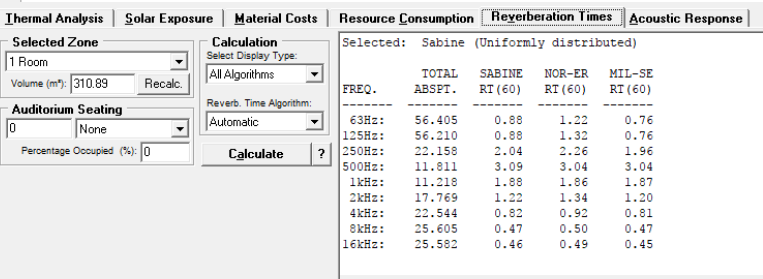 Thermal Analysis Solar Exposure Material Costs Resource Consumption Reverberation Times Acoustic Response
Selected Zone
1 Room
Volume (m³): 310.89 Recalc.
Auditorium Seating
0 None
Percentage Occupied (%): 0
Calculation
Select Display Type:
All Algorithms
Reverb. Time Algorithm:
Automatic
Calculate ?
Selected: Sabine (Uniformly distributed)
TOTAL SABINE NOR-ER MIL-SE
FREQ. ABSPT. RT(60) RT(60) RT(60)
------- ------- ------- ------- -------
63Hz: 56.405 0.88 1.22 0.76
125Hz: 56.210 0.88 1.32 0.76
250Hz: 22.158 2.04 2.26 1.96
500Hz: 11.811 3.09 3.04 3.04
1kHz: 11.218 1.88 1.86 1.87
2kHz: 17.769 1.22 1.34 1.20
4kHz: 22.544 0.82 0.92 0.81
8kHz: 25.605 0.47 0.50 0.47
16kHz: 25.582 0.46 0.49 0.45